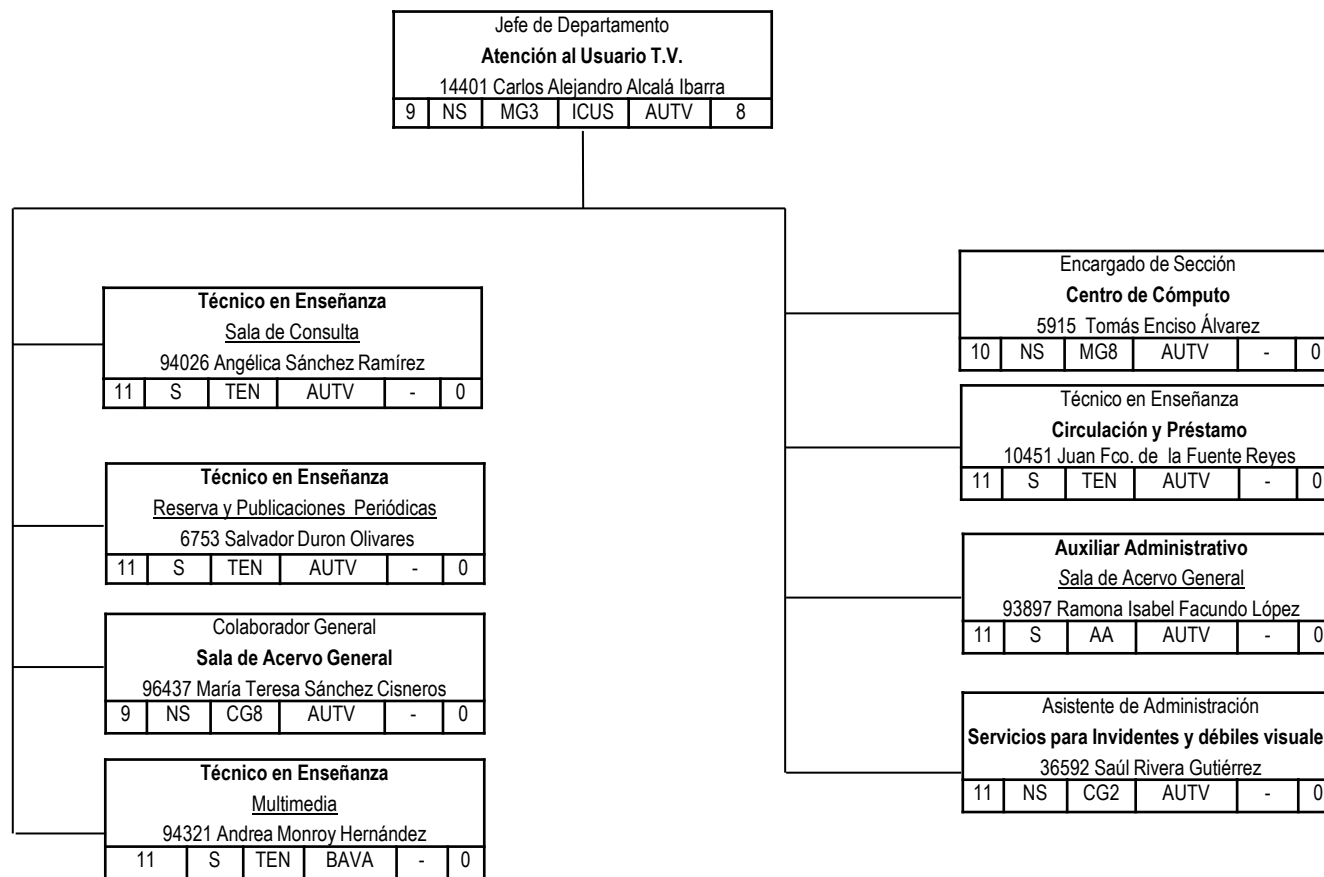 Jefe de Departamento
Atención al Usuario T.V.
14401 Carlos Alejandro Alcalá Ibarra
9 NS MG3 ICUS AUTV 8
Técnico en Enseñanza
Sala de Consulta
94026 Angélica Sánchez Ramírez
11 S TEN AUTV - 0
Técnico en Enseñanza
Reserva y Publicaciones Periódicas
6753 Salvador Duron Olivares
11 S TEN AUTV - 0
Colaborador General
Sala de Acervo General
96437 María Teresa Sánchez Cisneros
9 NS CG8 AUTV - 0
Técnico en Enseñanza
Multimedia
94321 Andrea Monroy Hernández
11 S TEN BAVA - 0
Encargado de Sección
Centro de Cómputo
5915 Tomás Enciso Álvarez
10 NS MG8 AUTV - 0
Técnico en Enseñanza
Circulación y Préstamo
10451 Juan Fco. de la Fuente Reyes
11 S TEN AUTV - 0
Auxiliar Administrativo
Sala de Acervo General
93897 Ramona Isabel Facundo López
11 S AA AUTV - 0
Asistente de Administración
Servicios para Invidentes y débiles visuale
36592 Saúl Rivera Gutiérrez
11 NS CG2 AUTV - 0